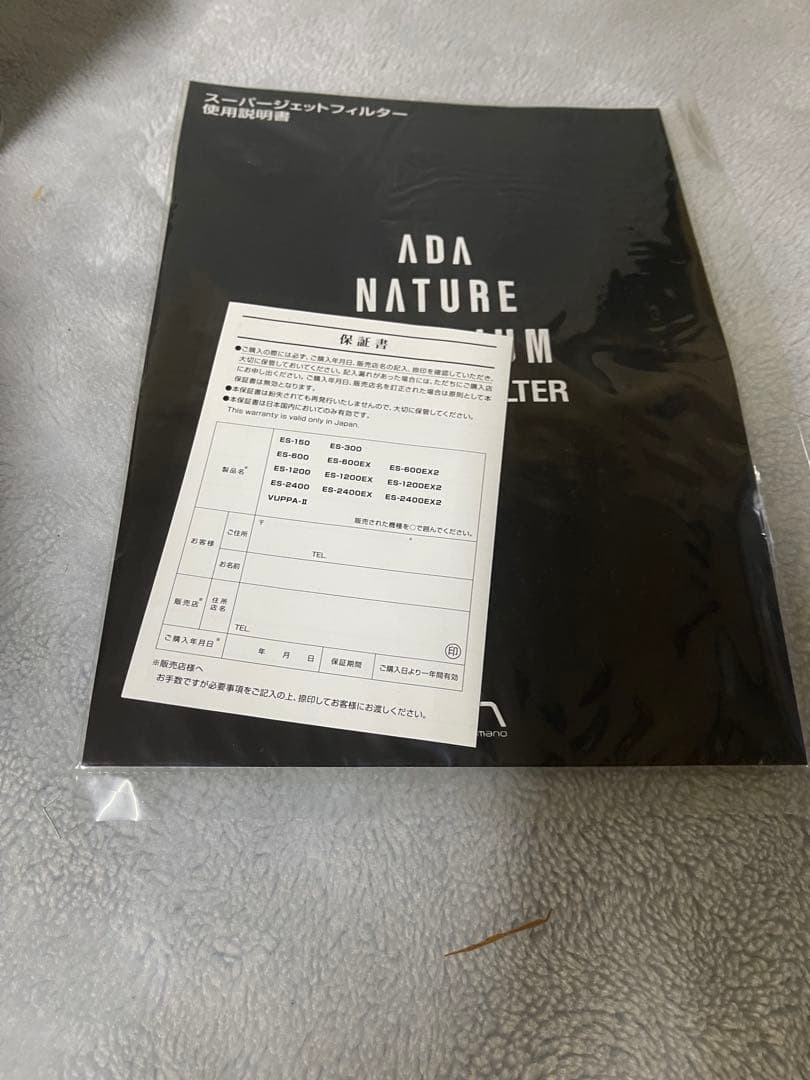 スーパージェットフィルター
使用説明書
ADA
NATURE
保証書
●ご購入の際には必ず、ご購入年月日、販売店名の記入、捺印を確認していただき、
大切に保管しておいてください。記入漏れがあった場合には、ただちにご購入店
にお申し出ください。ご購入年月日、販売店名を訂正された場合は原則として本
保証書は無効となります。
●本保証書は紛失されても再発行いたしませんので、大切に保管してください。
●本保証書は日本国内においてのみ有効です。
This warranty is valid only in Japan.
製品名※
ES-150 ES-300
ES-600 ES-600EX ES-600EX2
ES-1200 ES-1200EX ES-1200EX2
ES-2400 ES-2400EX ES-2400EX2
VUPPA-II
販売された機種を○で囲んでください。
お客様 ご住所 〒
TEL.
お名前
販売店※ 住所 店名
TEL. 印
ご購入年月日※ 年 月 日 保証期間 ご購入日より一年間有効
※販売店様へ
お手数ですが必要事項をご記入の上、捺印してお客様にお渡しください。